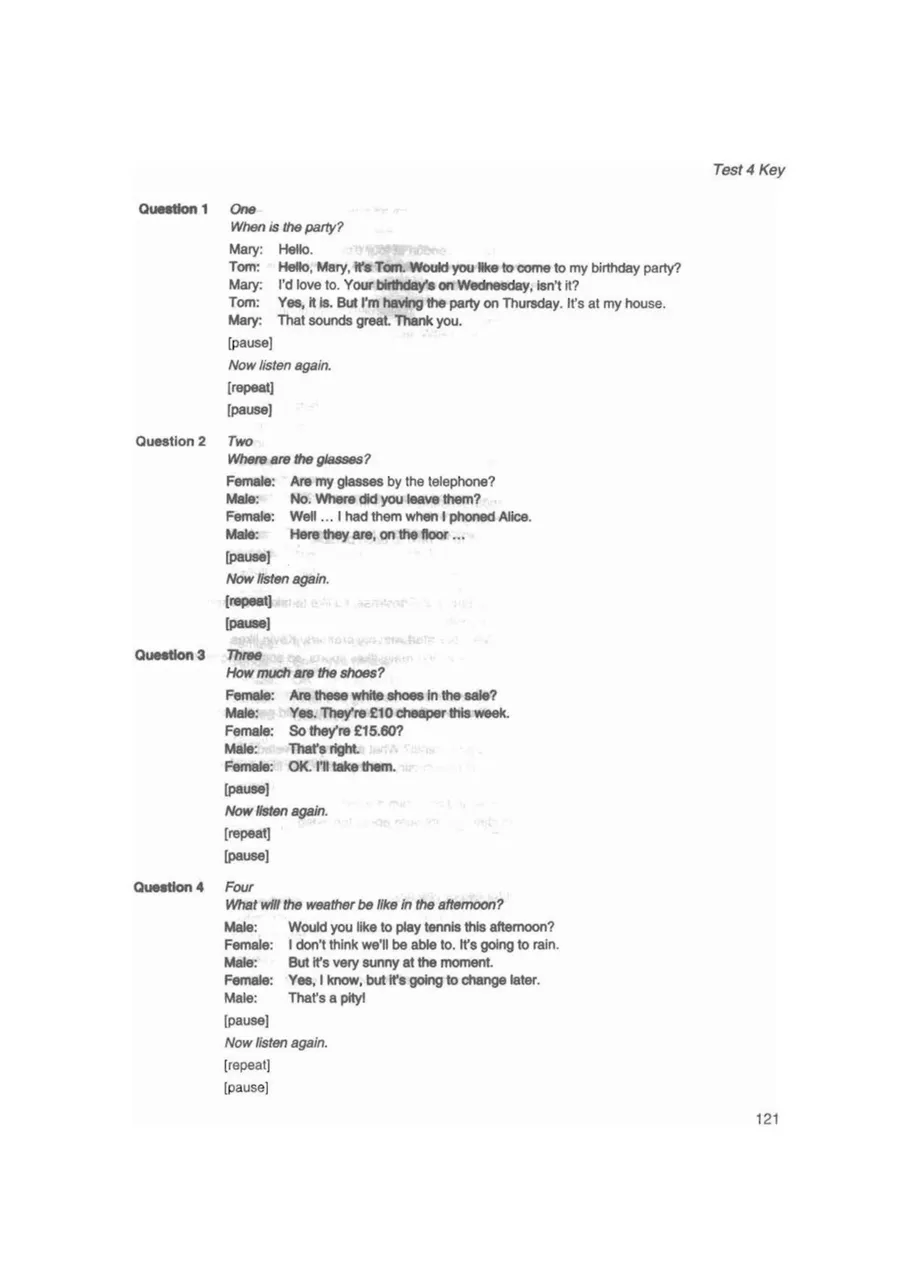 Test 4 Key
Question 1 One
When is the party?
Mary: Hello.
Tom: Hello, Mary, it's Tom. Would you like to come to my birthday party?
Mary: I'd love to. Your birthday's on Wednesday, isn't it?
Tom: Yes, it is. But I'm having the party on Thursday. It's at my house.
Mary: That sounds great. Thank you.
[pause]
Now listen again.
[repeat]
[pause]
Question 2 Two
Where are the glasses?
Female: Are my glasses by the telephone?
Male: No. Where did you leave them?
Female: Well ... I had them when I phoned Alice.
Male: Here they are, on the floor ...
[pause]
Now listen again.
[repeat]
[pause]
Question 3 Three
How much are the shoes?
Female: Are these white shoes in the sale?
Male: Yes. They're £10 cheaper this week.
Female: So they're £15.60?
Male: That's right.
Female: OK. I'll take them.
[pause]
Now listen again.
[repeat]
[pause]
Question 4 Four
What will the weather be like in the afternoon?
Male: Would you like to play tennis this afternoon?
Female: I don't think we'll be able to. It's going to rain.
Male: But it's very sunny at the moment.
Female: Yes, I know, but it's going to change later.
Male: That's a pity!
[pause]
Now listen again.
[repeat]
[pause]
121